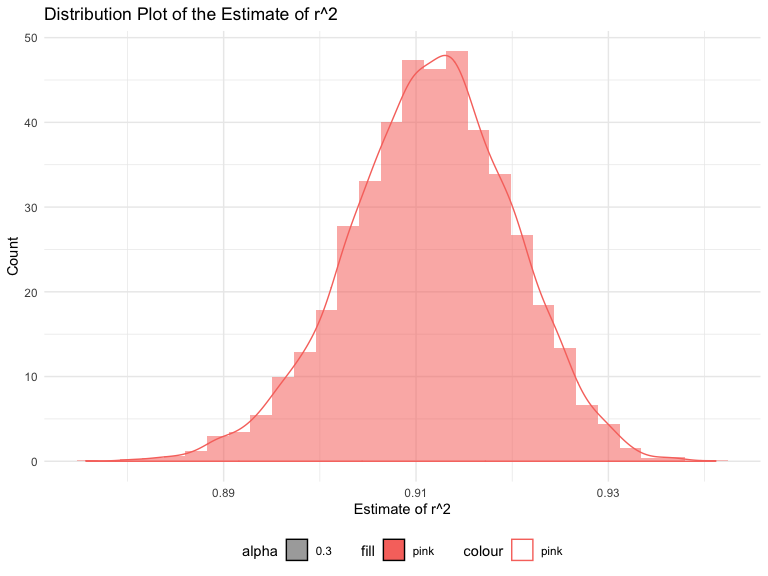 Distribution Plot of the Estimate of r^2
Count
50
40
30
20
10
0
0.89 0.91 0.93
Estimate of r^2
alpha 0.3 fill pink colour pink